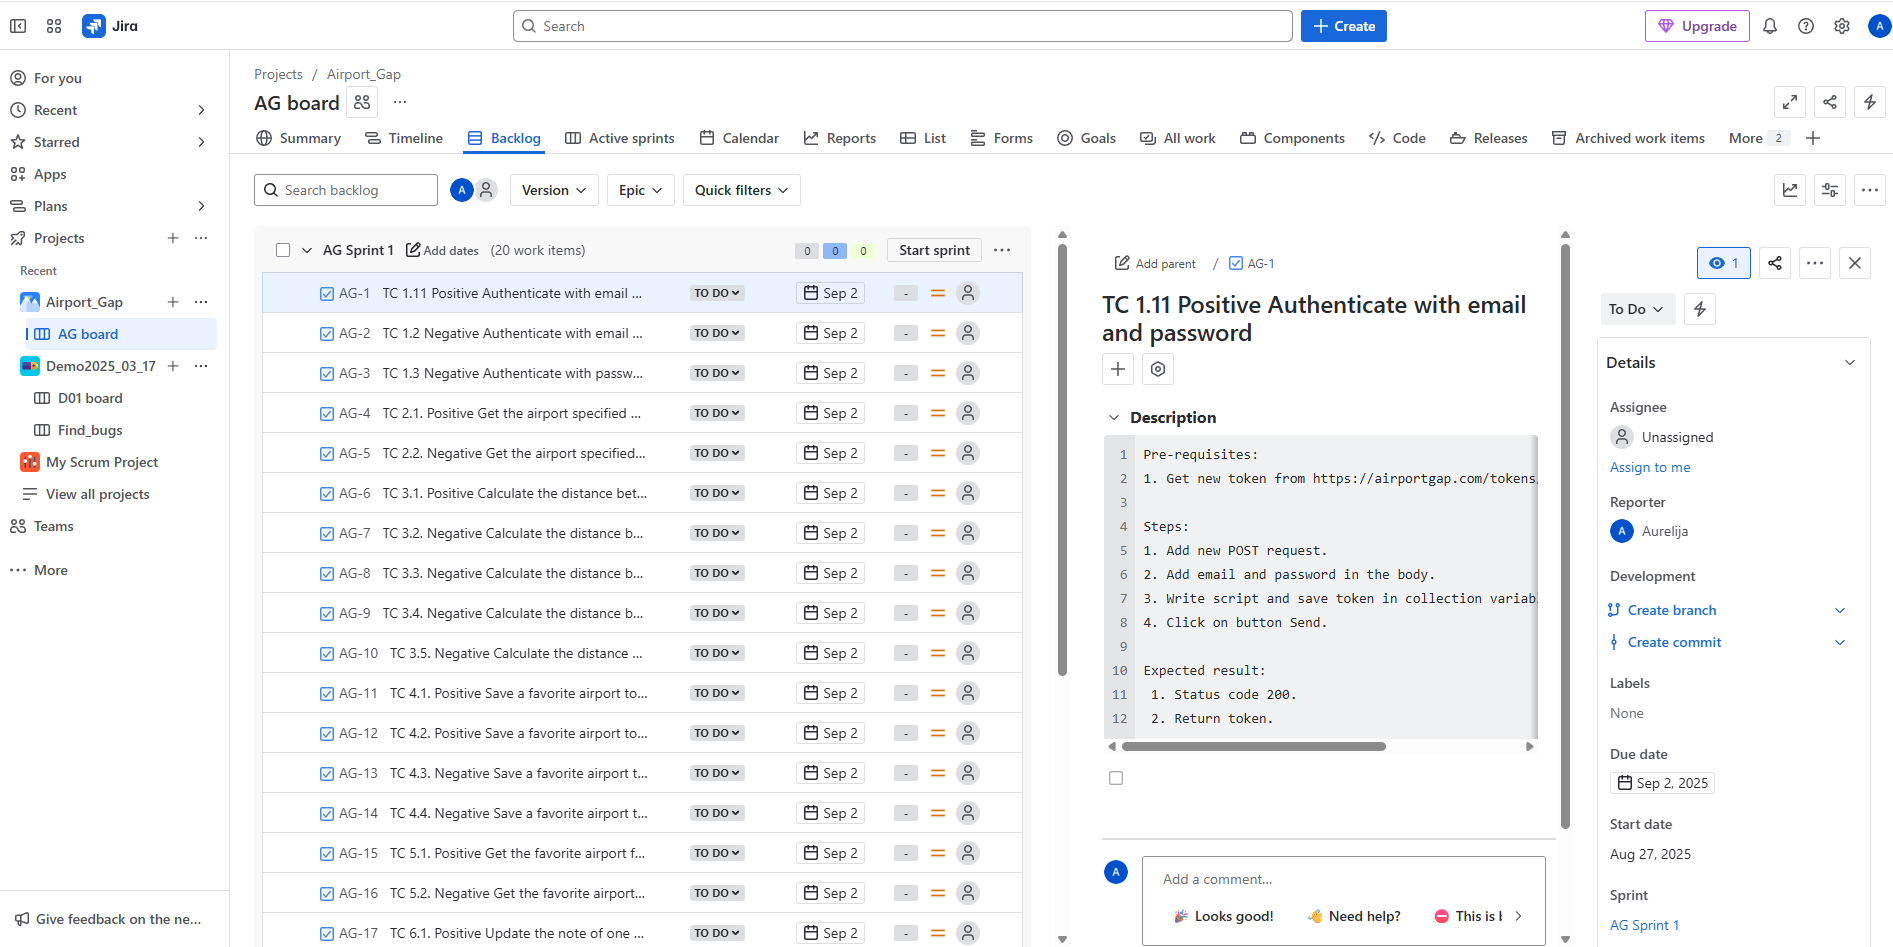 Jira
Search
Create
Upgrade
A
For you
Recent
Starred
Apps
Plans
Projects
Recent
Airport_Gap
AG board
Demo2025_03_17
D01 board
Find_bugs
My Scrum Project
View all projects
Teams
More
Give feedback on the ne...
Projects / Airport_Gap
AG board
Summary Timeline Backlog Active sprints Calendar Reports List Forms Goals All work Components Code Releases Archived work items More 2
Search backlog A Version Epic Quick filters
AG Sprint 1 Add dates (20 work items) 0 0 0 Start sprint
AG-1 TC 1.11 Positive Authenticate with email ... TO DO Sep 2 -
AG-2 TC 1.2 Negative Authenticate with email ... TO DO Sep 2 -
AG-3 TC 1.3 Negative Authenticate with passw... TO DO Sep 2 -
AG-4 TC 2.1. Positive Get the airport specified ... TO DO Sep 2 -
AG-5 TC 2.2. Negative Get the airport specified... TO DO Sep 2 -
AG-6 TC 3.1. Positive Calculate the distance bet... TO DO Sep 2 -
AG-7 TC 3.2. Negative Calculate the distance b... TO DO Sep 2 -
AG-8 TC 3.3. Negative Calculate the distance b... TO DO Sep 2 -
AG-9 TC 3.4. Negative Calculate the distance b... TO DO Sep 2 -
AG-10 TC 3.5. Negative Calculate the distance ... TO DO Sep 2 -
AG-11 TC 4.1. Positive Save a favorite airport to... TO DO Sep 2 -
AG-12 TC 4.2. Positive Save a favorite airport to... TO DO Sep 2 -
AG-13 TC 4.3. Negative Save a favorite airport t... TO DO Sep 2 -
AG-14 TC 4.4. Negative Save a favorite airport t... TO DO Sep 2 -
AG-15 TC 5.1. Positive Get the favorite airport f... TO DO Sep 2 -
AG-16 TC 5.2. Negative Get the favorite airport... TO DO Sep 2 -
AG-17 TC 6.1. Positive Update the note of one ... TO DO Sep 2 -
Add parent / AG-1
1
TC 1.11 Positive Authenticate with email
and password
Description
1 Pre-requisites:
2 1. Get new token from https://airportgap.com/tokens
3
4 Steps:
5 1. Add new POST request.
6 2. Add email and password in the body.
7 3. Write script and save token in collection variab
8 4. Click on button Send.
9
10 Expected result:
11 1. Status code 200.
12 2. Return token.
A
Add a comment...
Looks good! Need help? This is b
To Do
Details
Assignee
Unassigned
Assign to me
Reporter
A Aurelija
Development
Create branch
Create commit
Labels
None
Due date
Sep 2, 2025
Start date
Aug 27, 2025
Sprint
AG Sprint 1